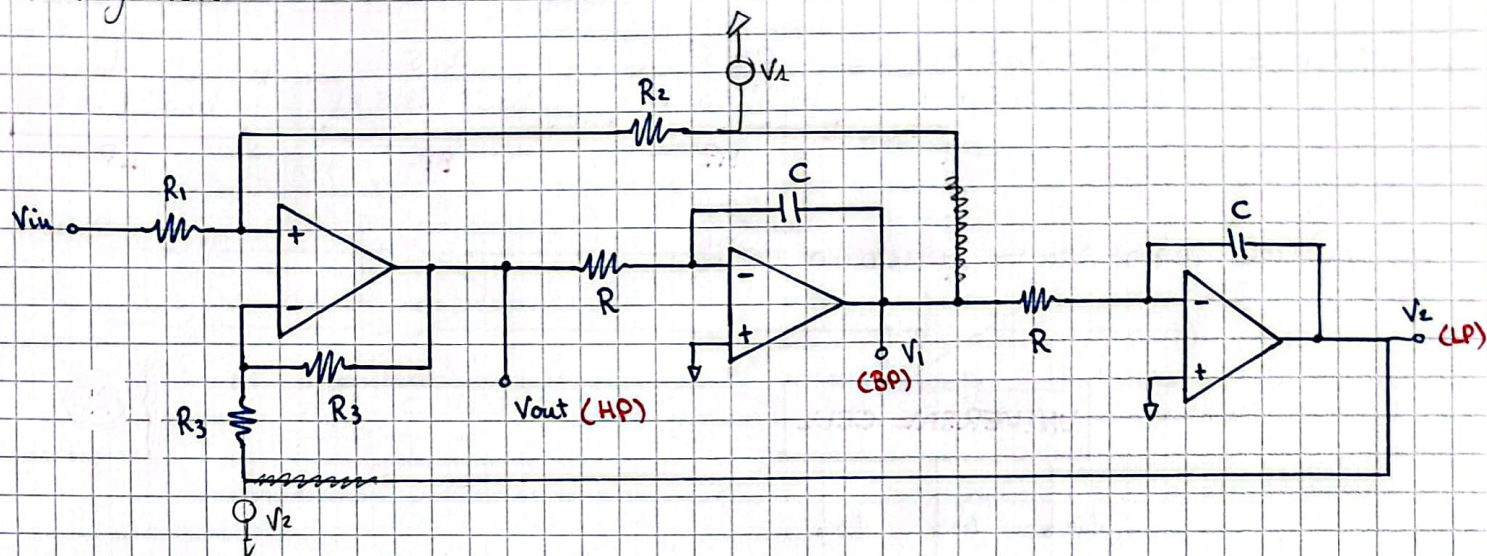 V1
R2
C
R1
C
Vin
+
-
R
-
+
R
-
+
V2 (LP)
R3
R3
Vout (HP)
V1
(BP)
V2